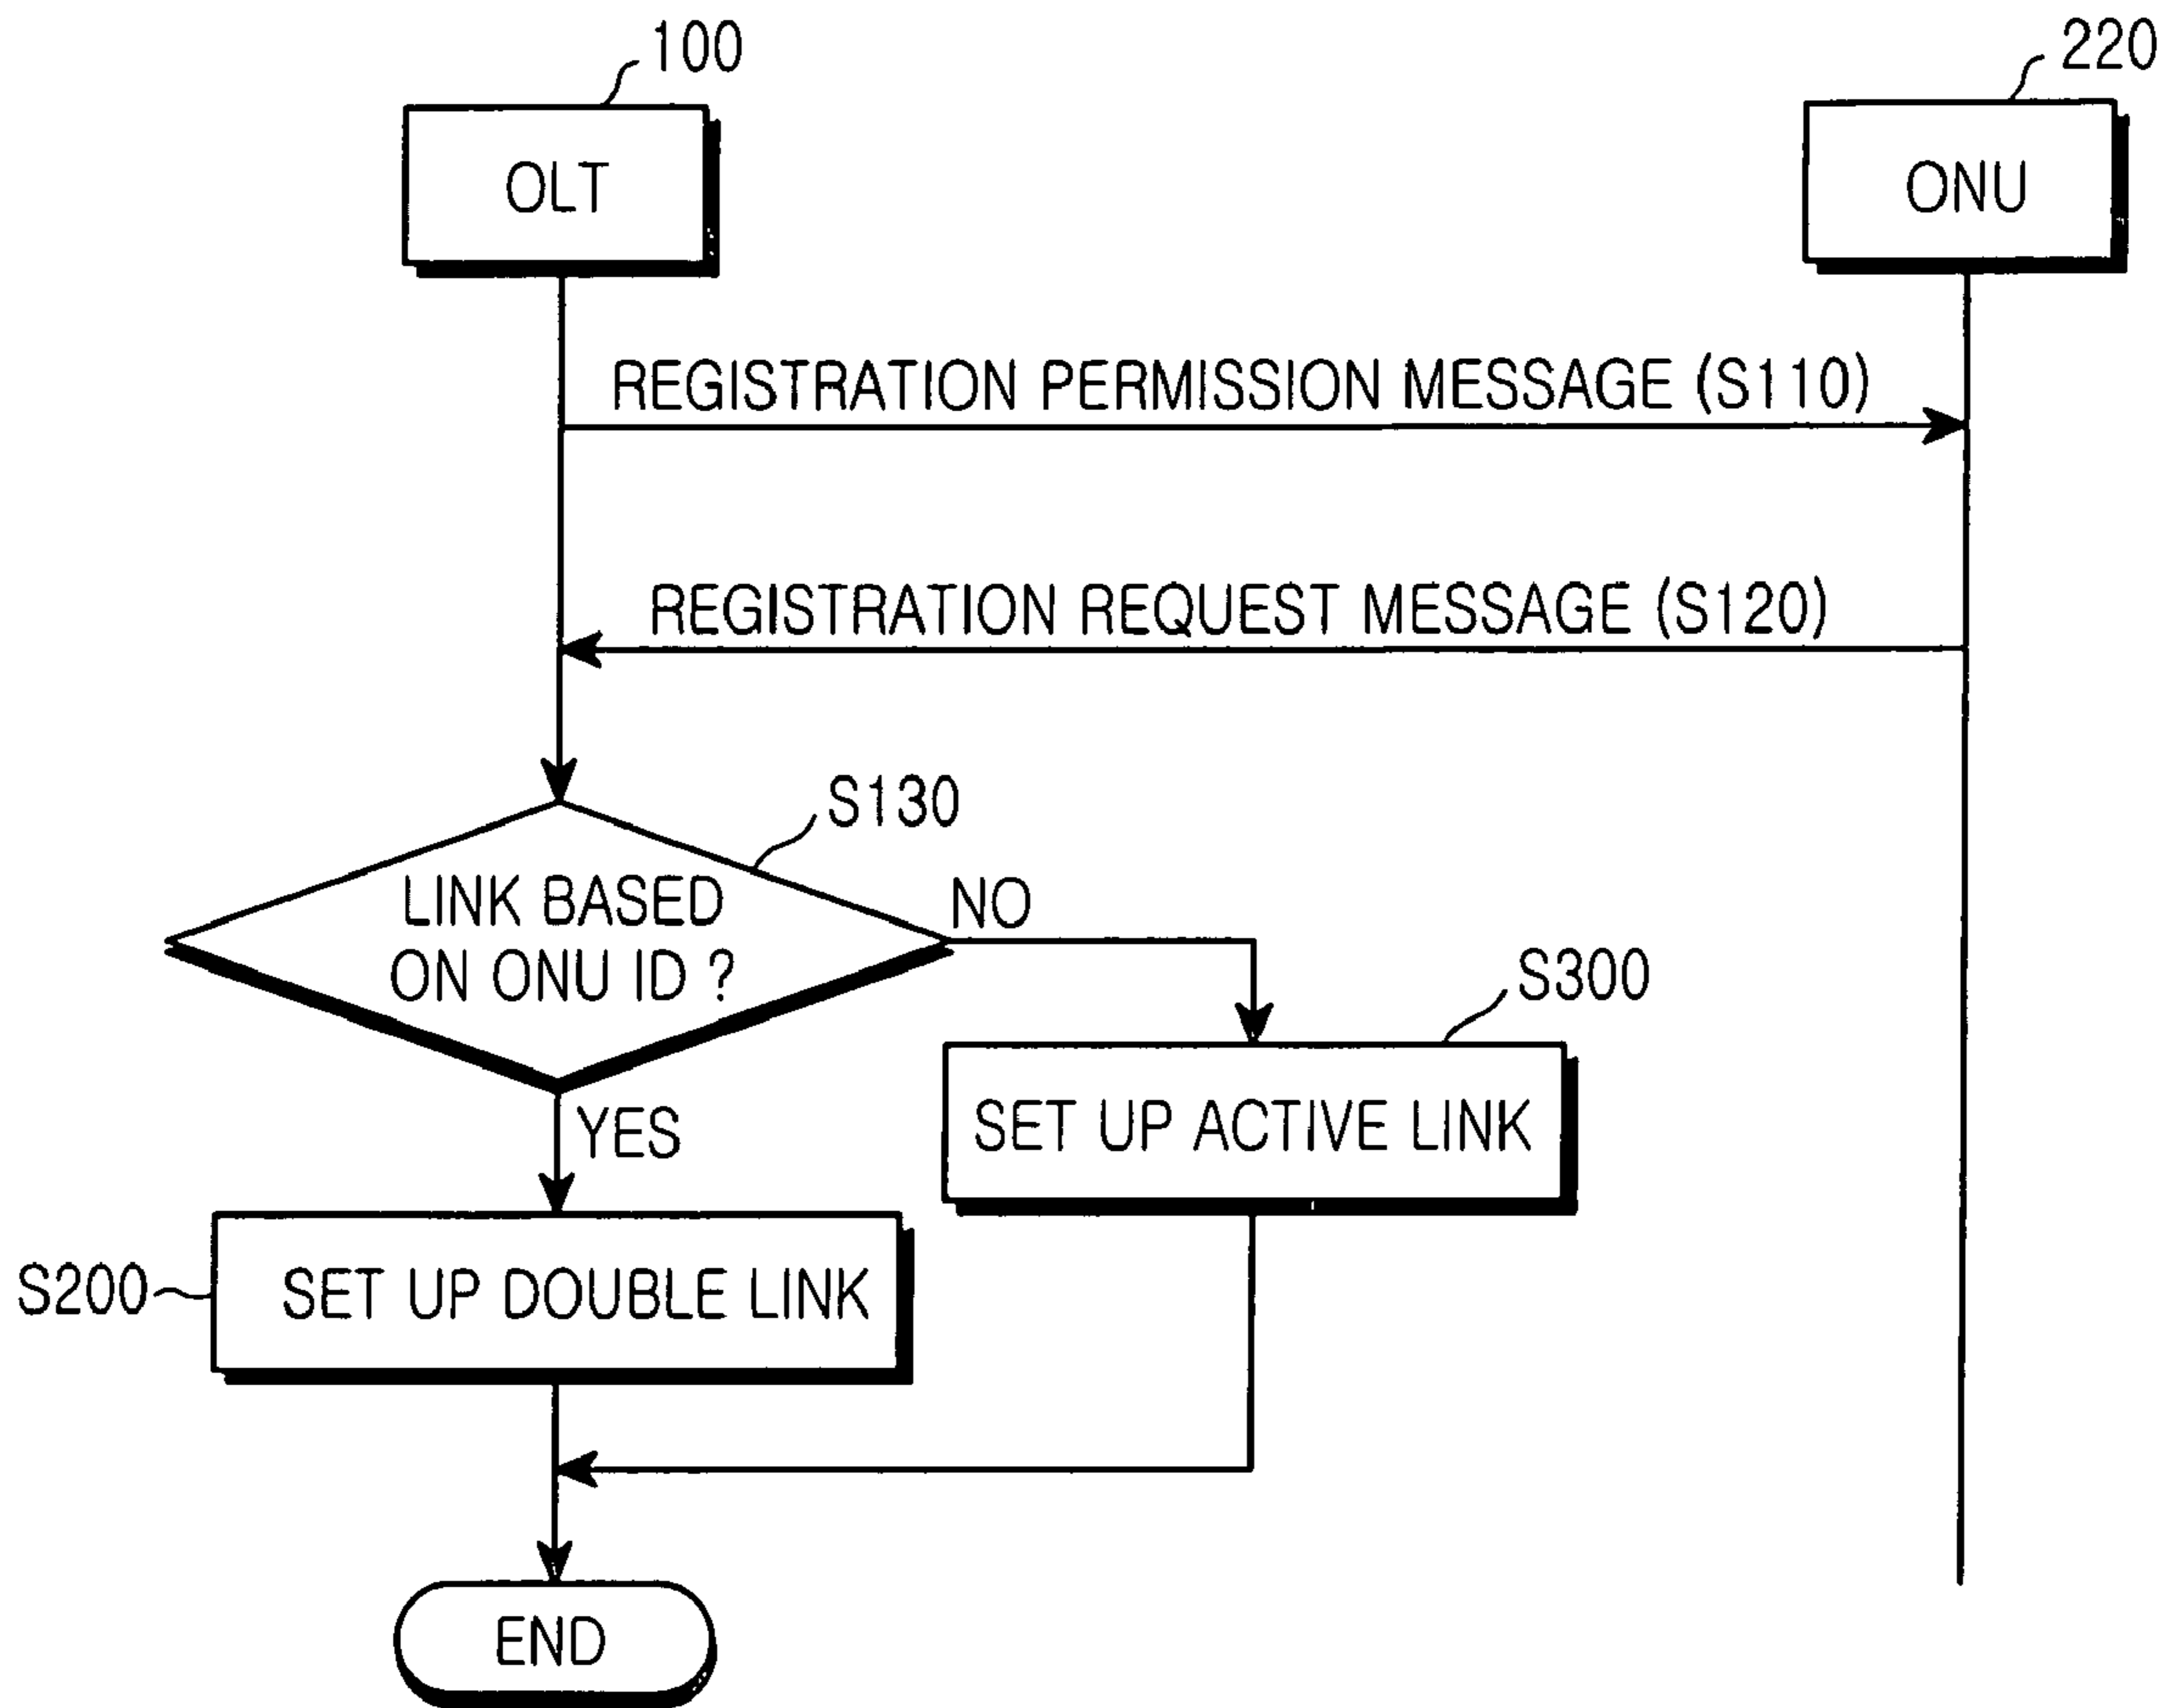 100
220
OLT
ONU
REGISTRATION PERMISSION MESSAGE (S110)
REGISTRATION REQUEST MESSAGE (S120)
S130
LINK BASED
ON ONU ID ?
NO
S300
SET UP ACTIVE LINK
YES
S200
SET UP DOUBLE LINK
END